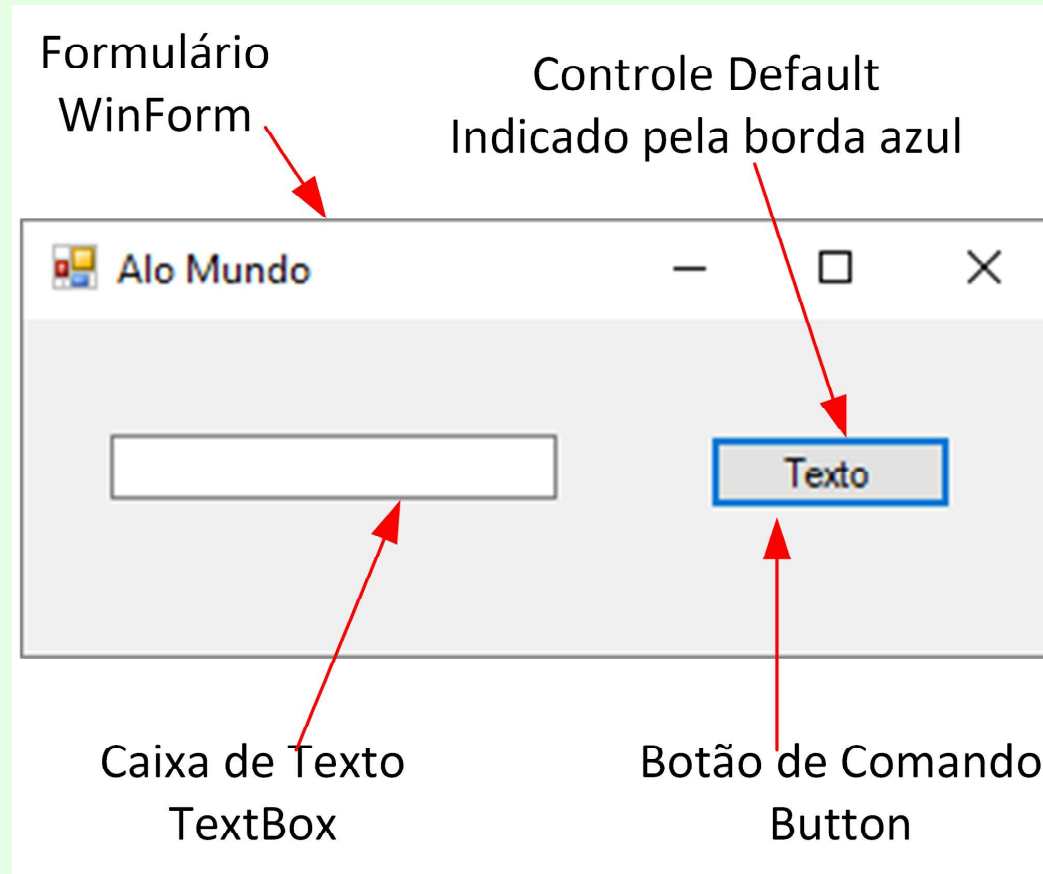 Formulário
WinForm
Controle Default
Indicado pela borda azul
Alo Mundo
Texto
Caixa de Texto
TextBox
Botão de Comando
Button